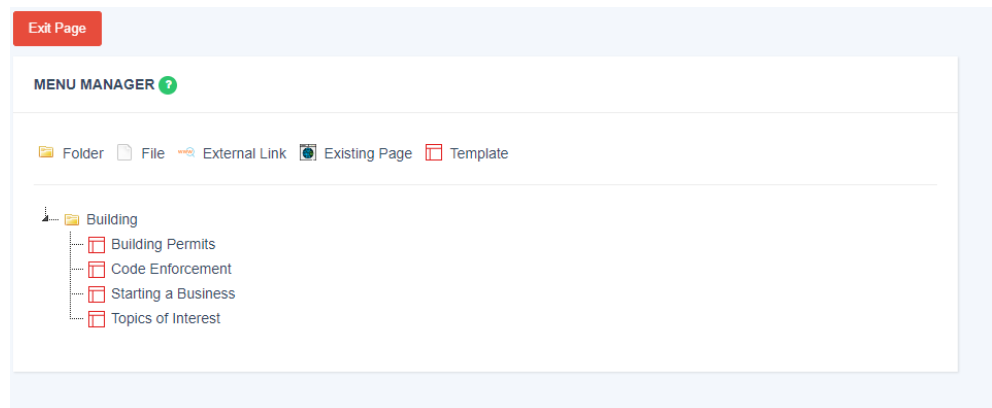 Exit Page
MENU MANAGER ?
Folder File External Link Existing Page Template
Building
Building Permits
Code Enforcement
Starting a Business
Topics of Interest